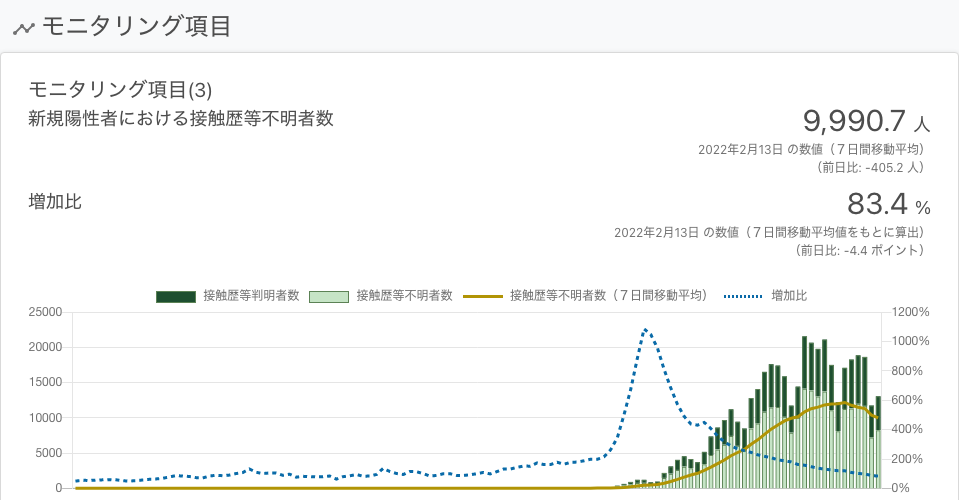 モニタリング項目
モニタリング項目(3)
新規陽性者における接触歴等不明者数
9,990.7 人
2022年2月13日 の数値（７日間移動平均）
（前日比: -405.2 人）
増加比
83.4 %
2022年2月13日 の数値（７日間移動平均値をもとに算出）
（前日比: -4.4 ポイント）
接触歴等判明者数 接触歴等不明者数 接触歴等不明者数（７日間移動平均） 増加比
25000 1200%
20000 1000%
15000 800%
10000 600%
5000 400%
0 200%
0%